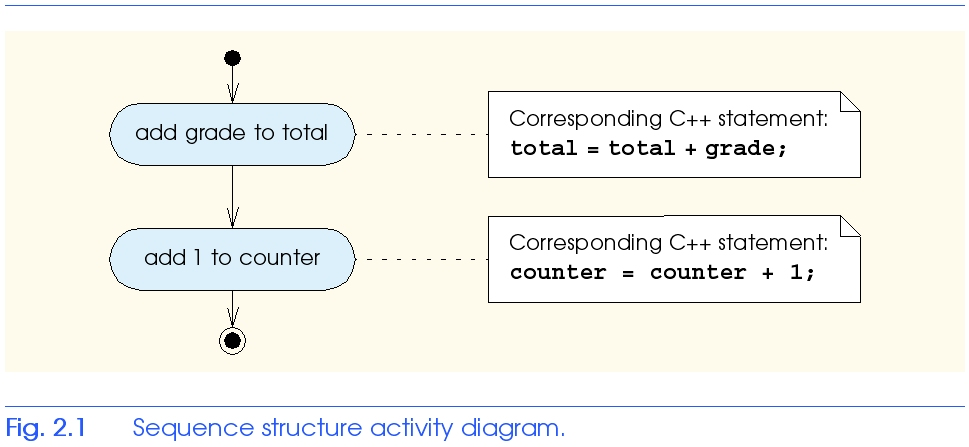 add grade to total
Corresponding C++ statement:
total = total + grade;
add 1 to counter
Corresponding C++ statement:
counter = counter + 1;
Fig. 2.1 Sequence structure activity diagram.